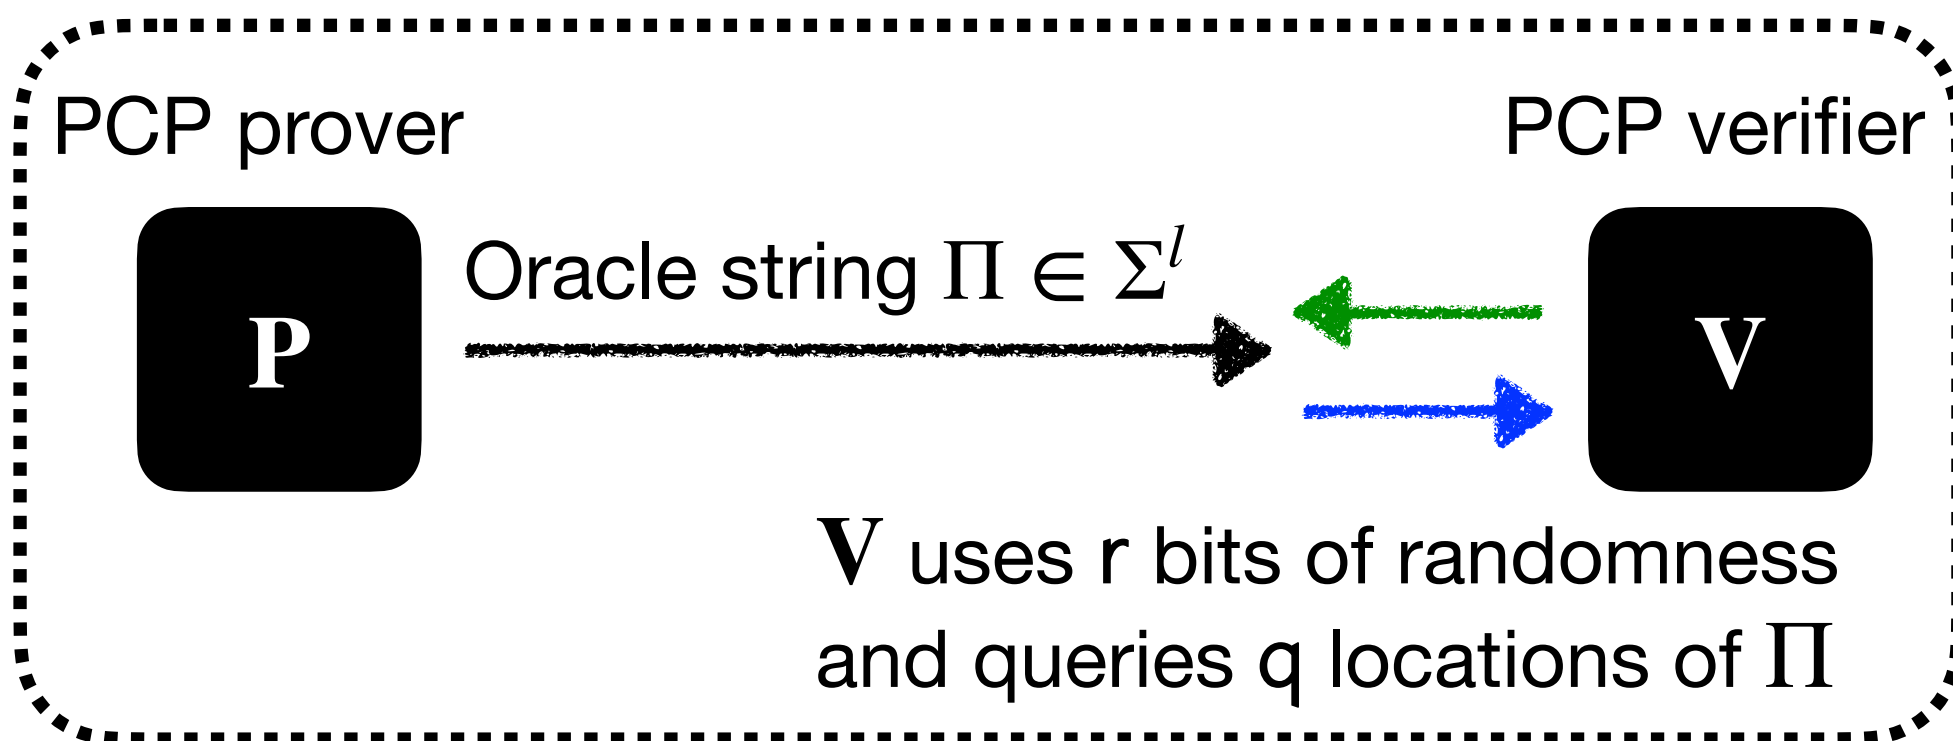 PCP prover
PCP verifier
P
Oracle string Π ∈ Σ^l
V
V uses r bits of randomness
and queries q locations of Π